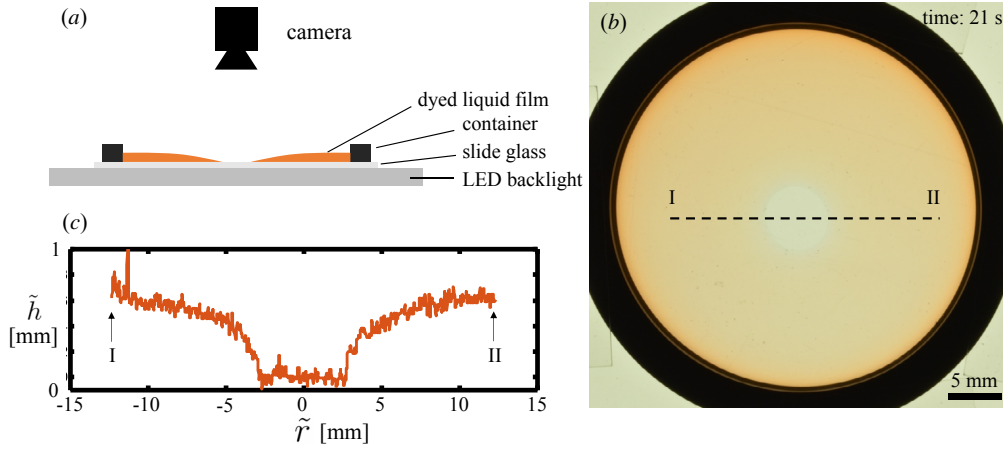 (a)
camera
dyed liquid film
container
slide glass
LED backlight
(b)
time: 21 s
I
II
5 mm
(c)
1
h̃
[mm]
0
I
II
-15
-10
-5
0
5
10
15
r̃ [mm]